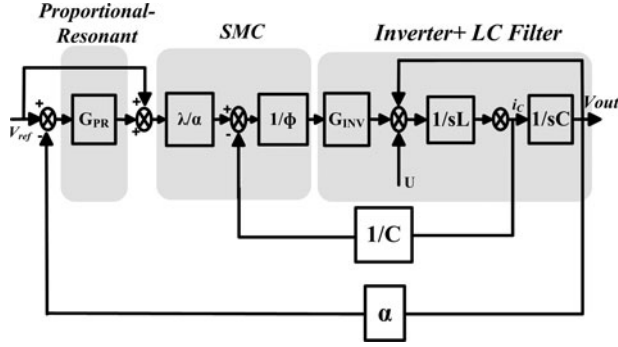 Proportional-
Resonant
SMC
Inverter+ LC Filter
+
-
V_ref
G_PR
+
+
λ/α
+
-
1/ϕ
G_INV
U
1/sL
i_C
1/sC
Vout
1/C
α